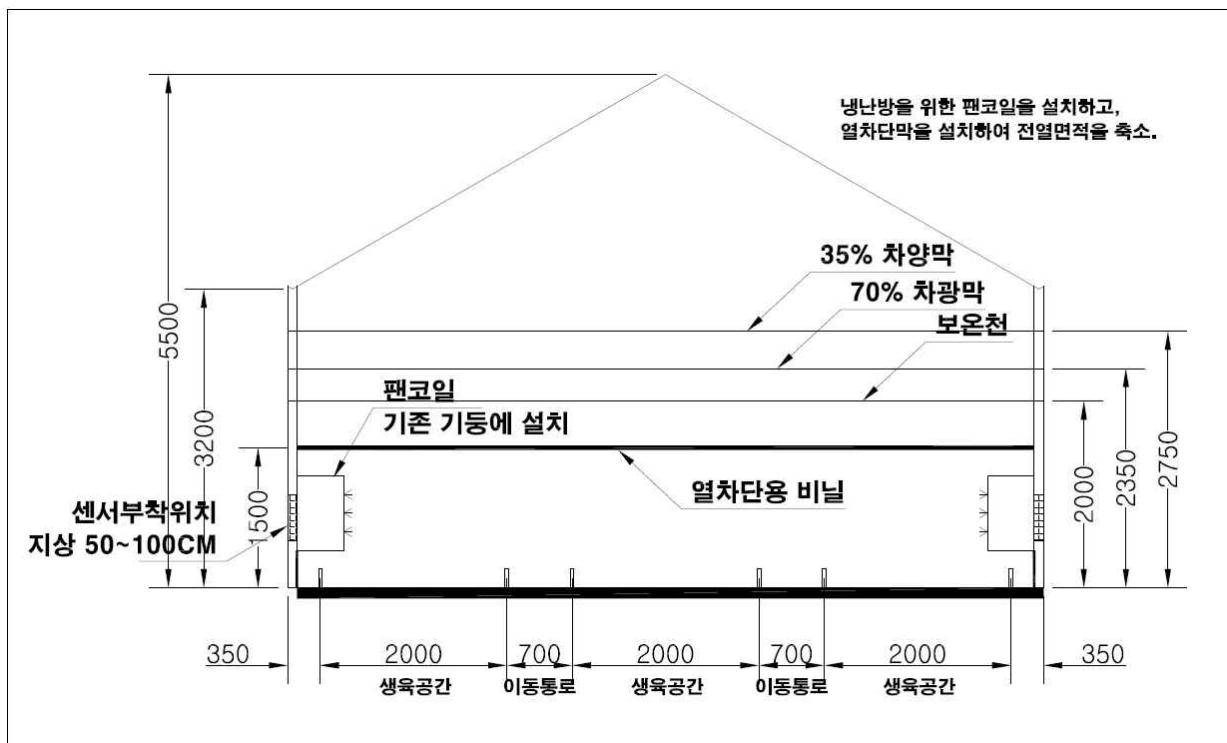 냉난방을 위한 팬코일을 설치하고,
열차단막을 설치하여 전열면적을 축소.
35% 차양막
70% 차광막
보온천
팬코일
기존 기둥에 설치
열차단용 비닐
센서부착위치
지상 50~100CM
5500
3200
1500
2000
2350
2750
350 2000 700 2000 700 2000 350
생육공간 이동통로 생육공간 이동통로 생육공간